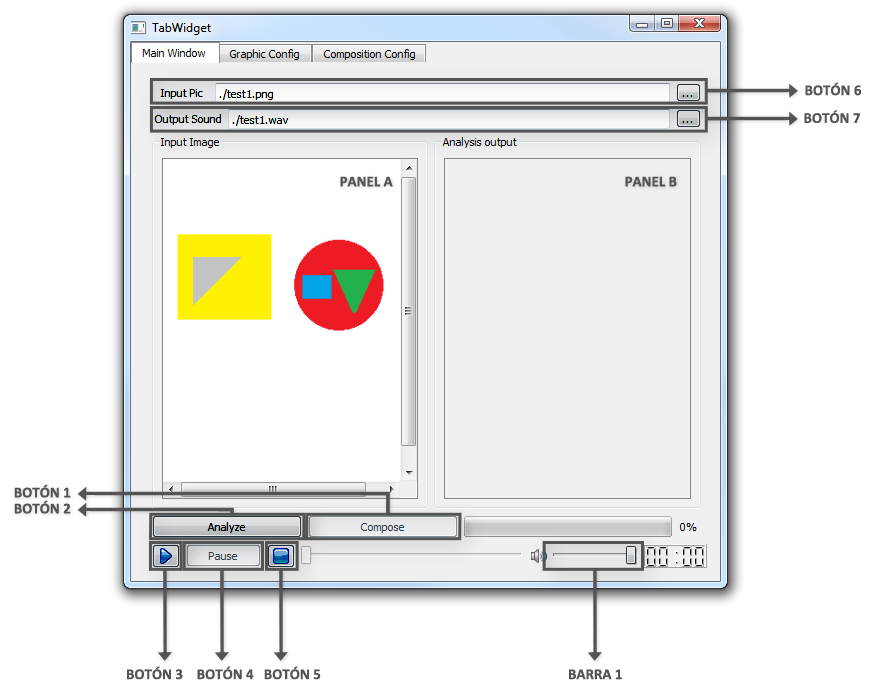 TabWidget
Main Window Graphic Config Composition Config
Input Pic ./test1.png ... BOTÓN 6
Output Sound ./test1.wav ... BOTÓN 7
Input Image Analysis output
PANEL A PANEL B
BOTÓN 1
BOTÓN 2
Analyze Compose 0%
Pause 00:00
BOTÓN 3 BOTÓN 4 BOTÓN 5 BARRA 1